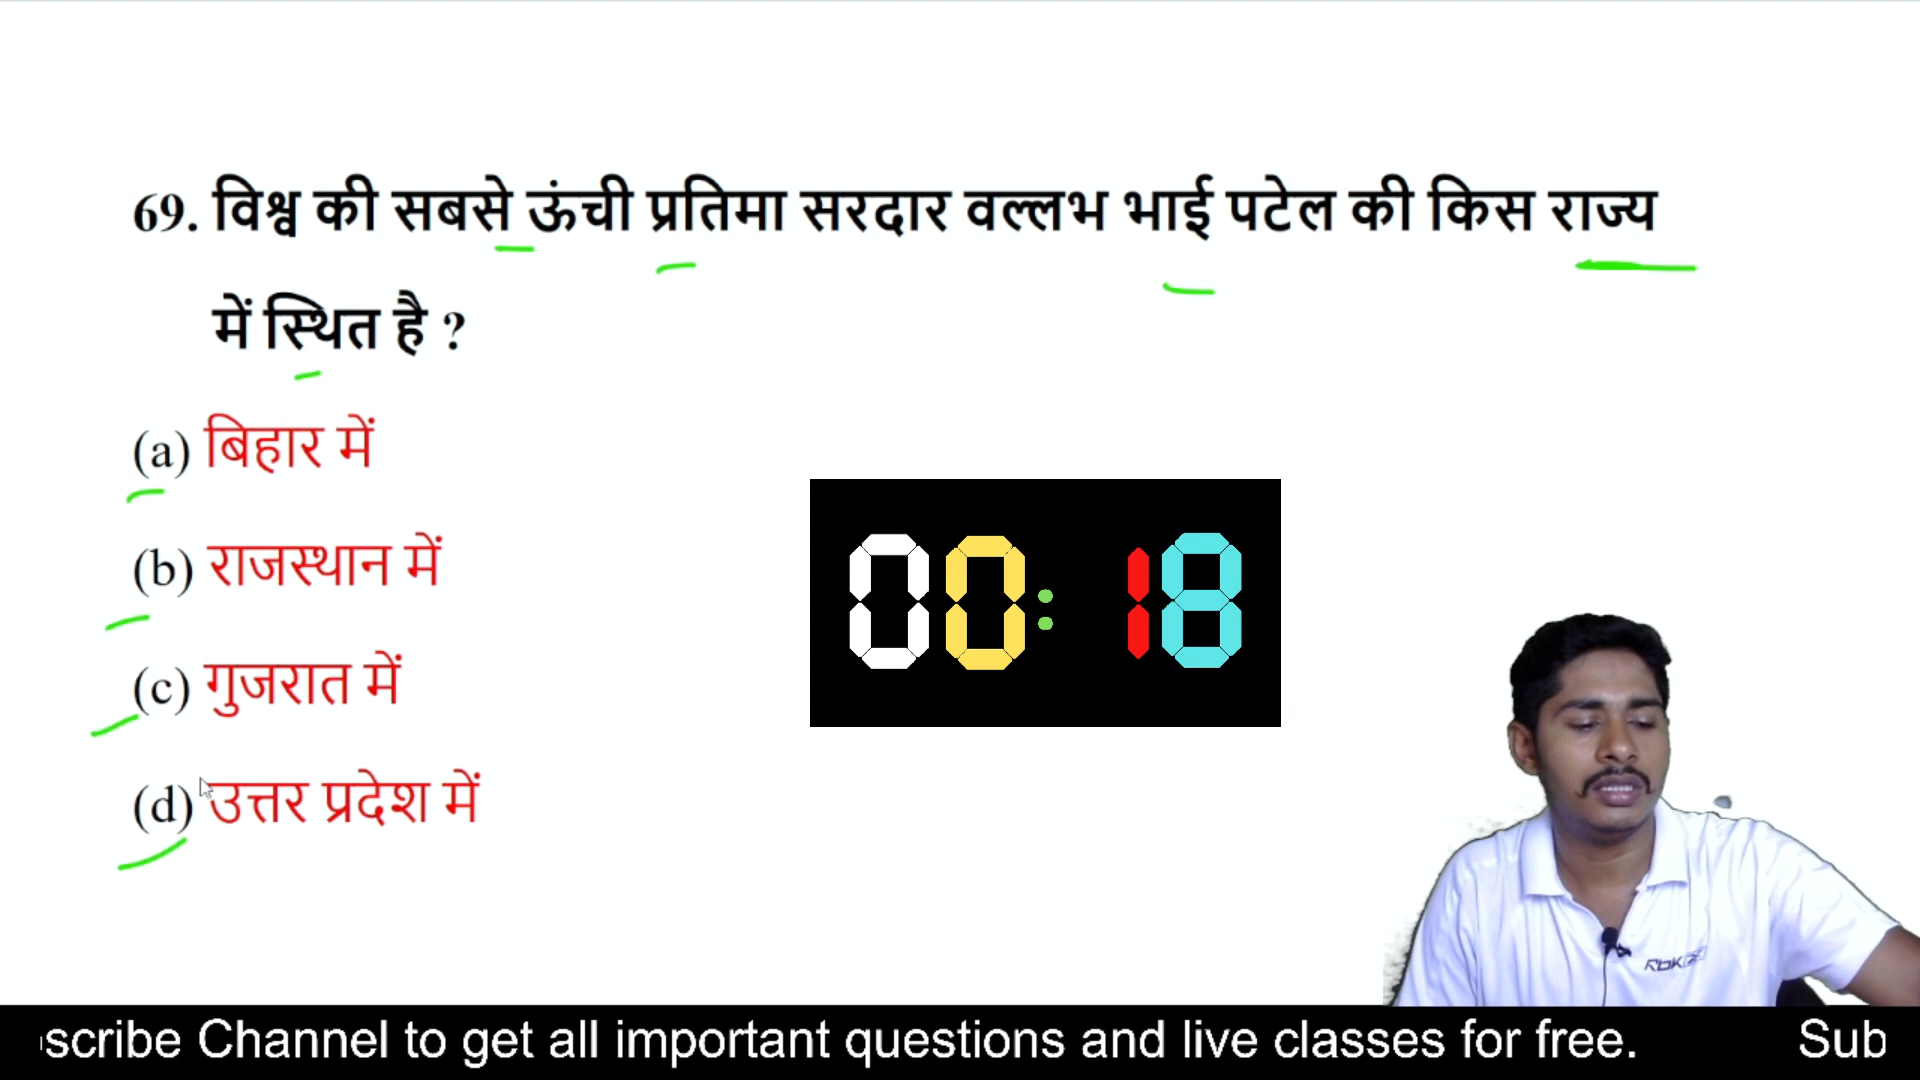 69. विश्व की सबसे ऊंची प्रतिमा सरदार वल्लभ भाई पटेल की किस राज्य
में स्थित है ?
(a) बिहार में
(b) राजस्थान में
(c) गुजरात में
(d) उत्तर प्रदेश में
00: 18
RbK
scribe Channel to get all important questions and live classes for free. Sub